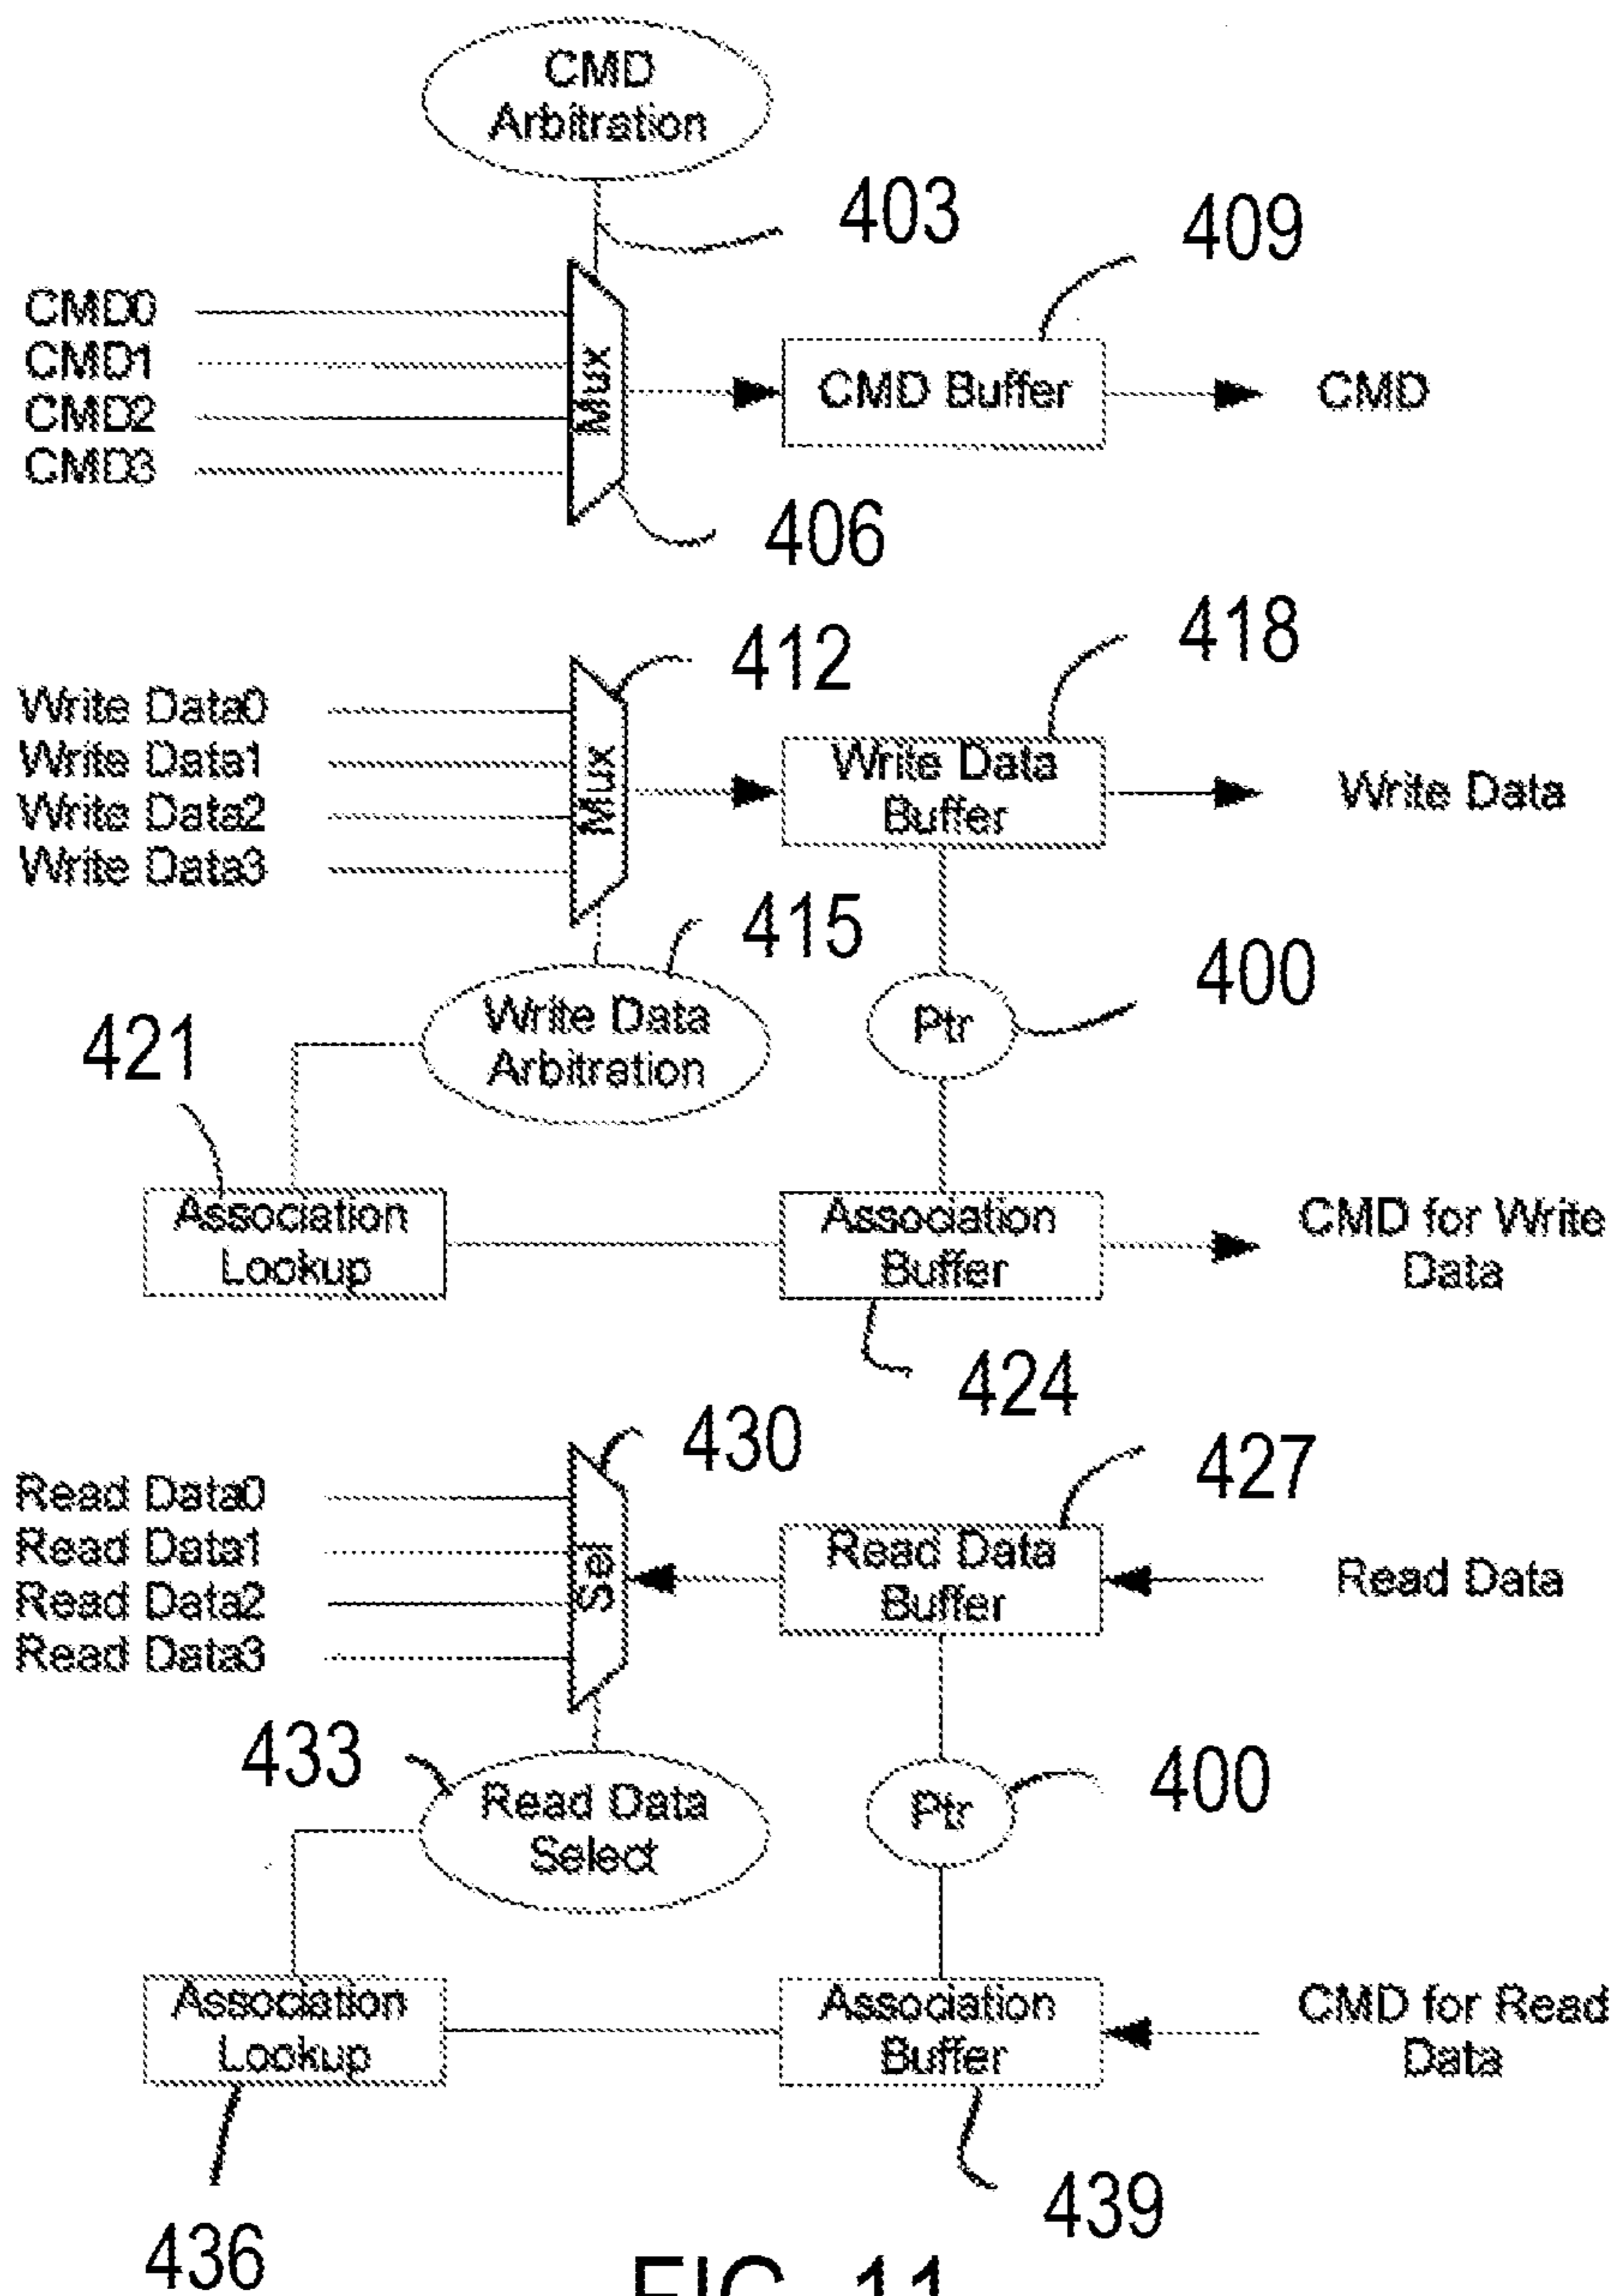 CMD
Arbitration
403
409
CMD0
CMD1
CMD2
CMD3
Mux
CMD Buffer
CMD
406
412
418
Write Data0
Write Data1
Write Data2
Write Data3
Mux
Write Data
Buffer
Write Data
415
400
421
Write Data
Arbitration
Ptr
Association
Lookup
Association
Buffer
CMD for Write
Data
424
430
427
Read Data0
Read Data1
Read Data2
Read Data3
Sel
Read Data
Buffer
Read Data
433
400
Read Data
Select
Ptr
Association
Lookup
Association
Buffer
CMD for Read
Data
436
439
FIG. 11